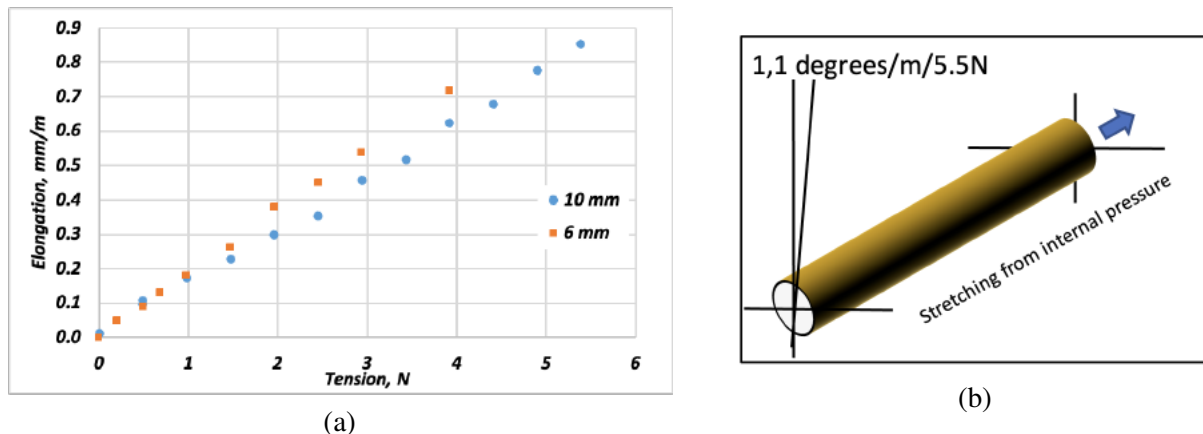 0.9
0.8
0.7
0.6
0.5
0.4
0.3
0.2
0.1
0.0
Elongation, mm/m
10 mm
6 mm
0 1 2 3 4 5 6
Tension, N
(a)
1,1 degrees/m/5.5N
Stretching from internal pressure
(b)